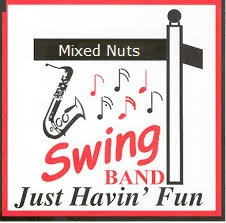 Mixed Nuts
Swing
BAND
Just Havin' Fun